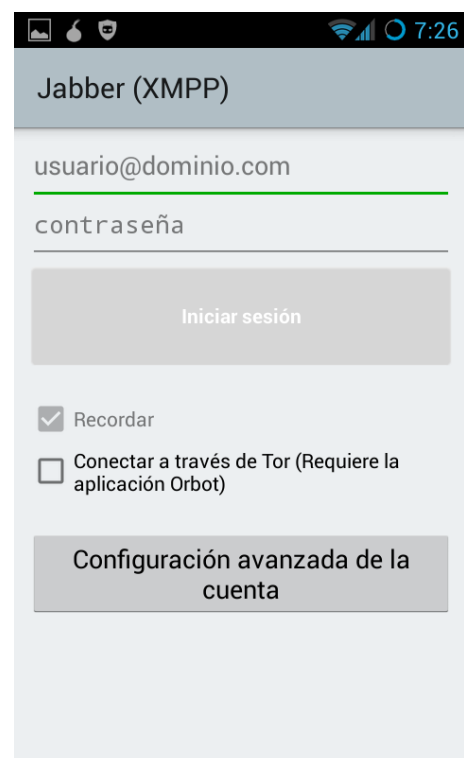 7:26
Jabber (XMPP)
usuario@dominio.com
contraseña
Iniciar sesión
Recordar
Conectar a través de Tor (Requiere la
aplicación Orbot)
Configuración avanzada de la
cuenta